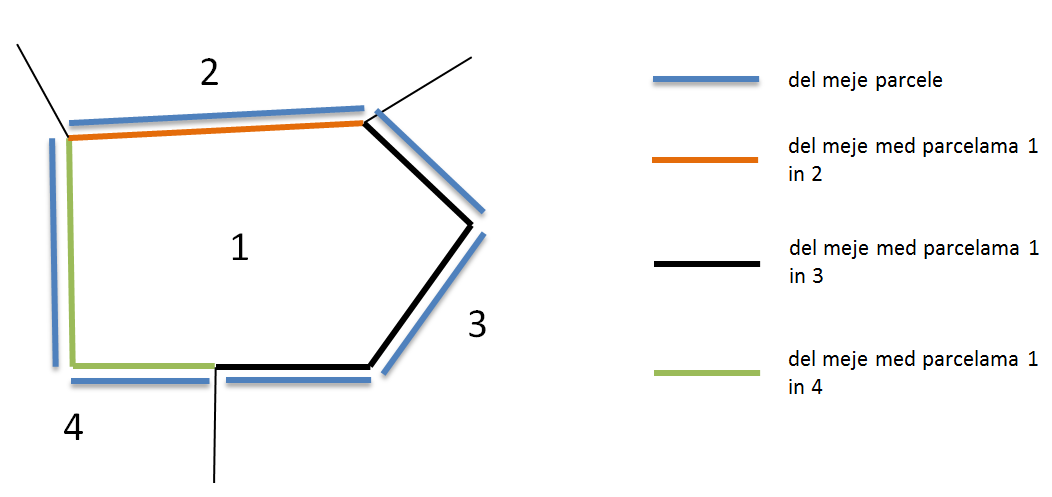 2
1
3
4
del meje parcele
del meje med parcelama 1
in 2
del meje med parcelama 1
in 3
del meje med parcelama 1
in 4